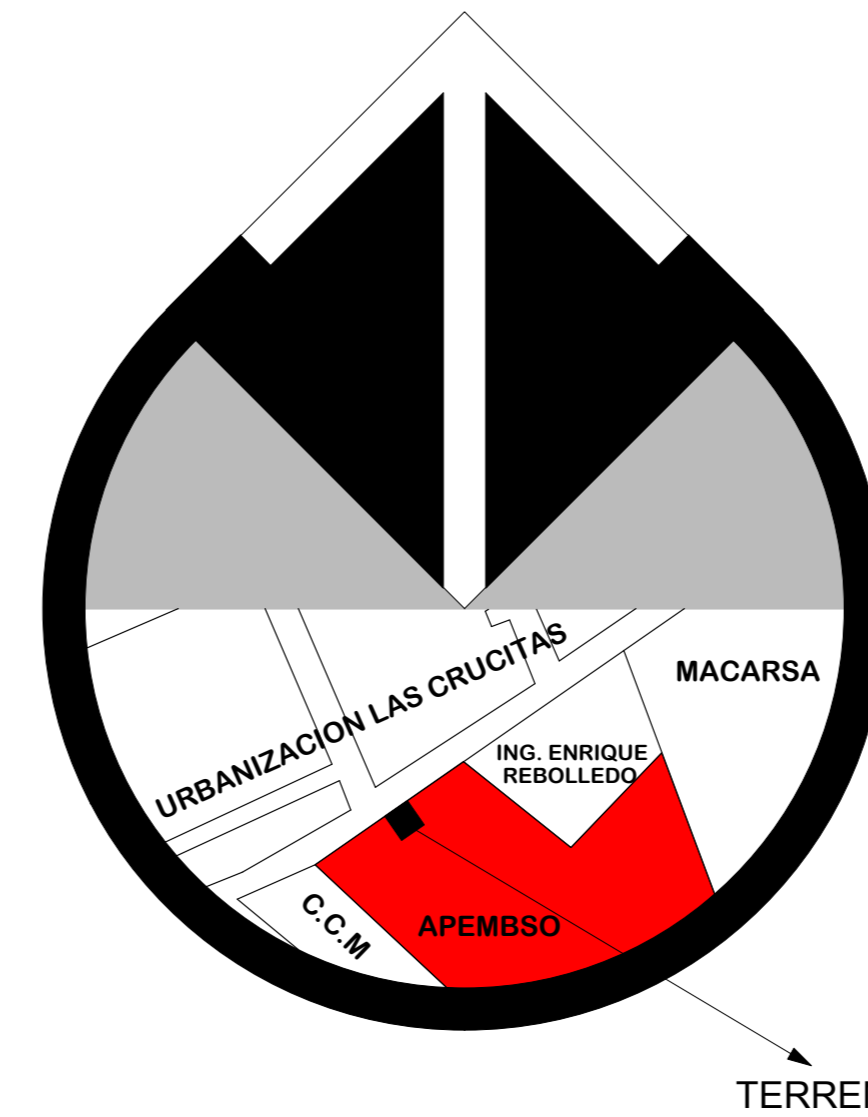 URBANIZACION LAS CRUCITAS
MACARSA
ING. ENRIQUE
REBOLLEDO
C.C.M
APEMBSO